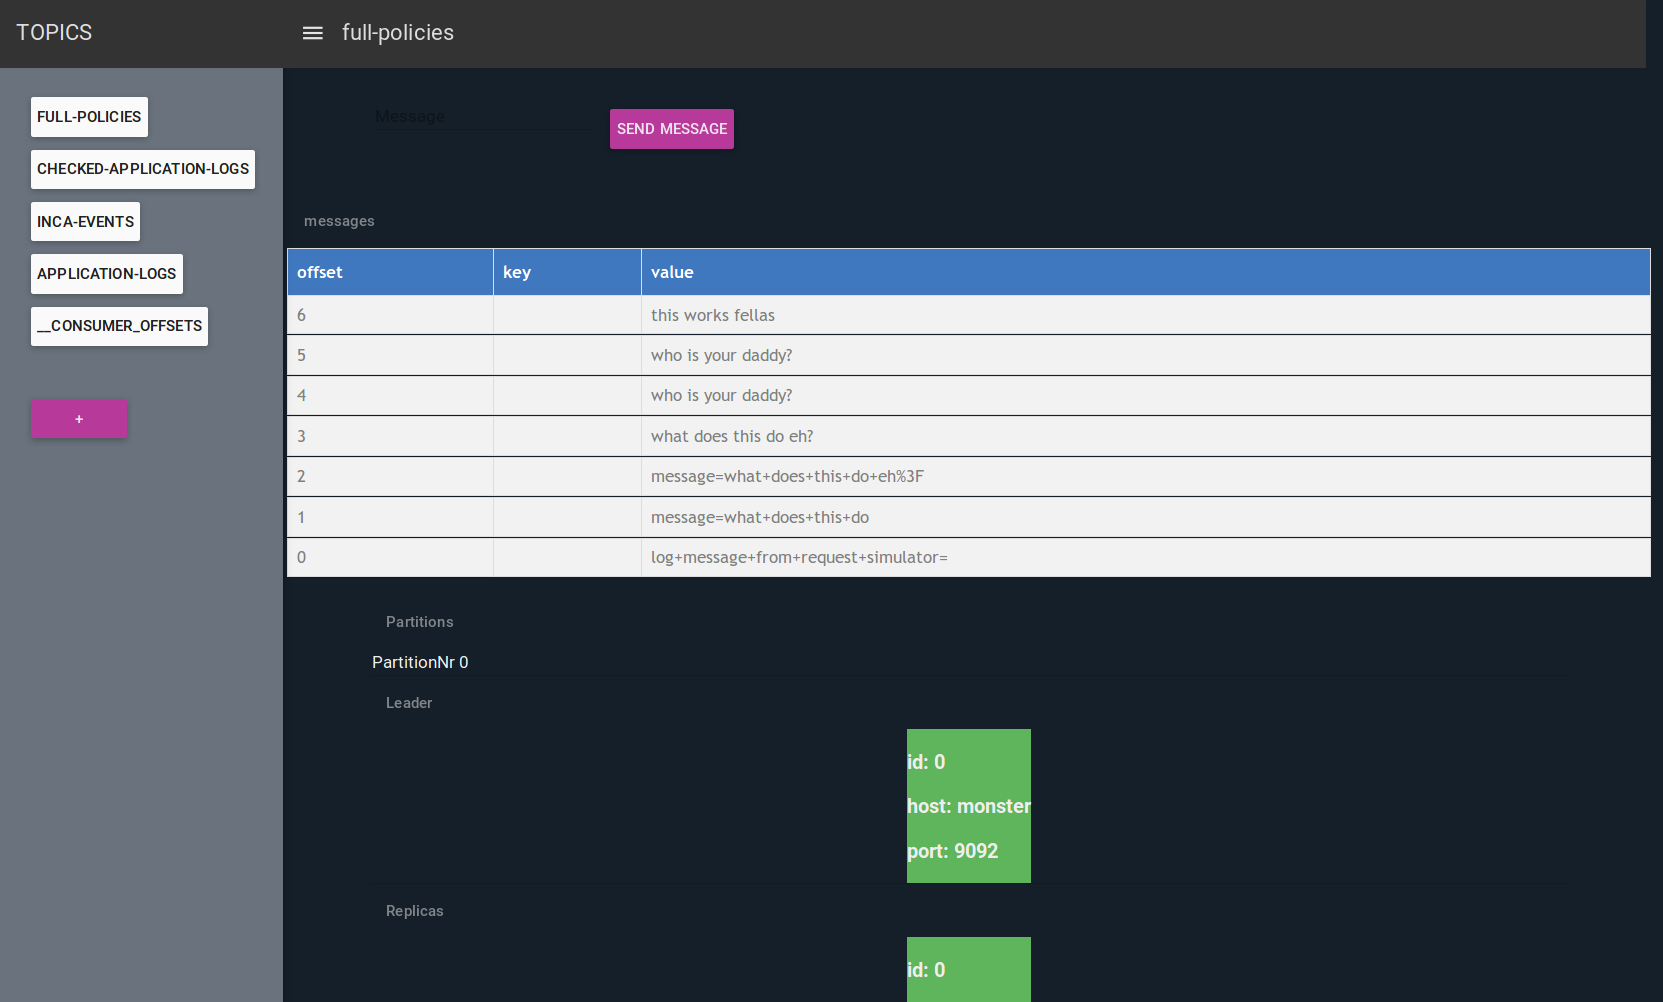 TOPICS
full-policies
FULL-POLICIES
CHECKED-APPLICATION-LOGS
INCA-EVENTS
APPLICATION-LOGS
__CONSUMER_OFFSETS
+
Message
SEND MESSAGE
messages
offset key value
6 this works fellas
5 who is your daddy?
4 who is your daddy?
3 what does this do eh?
2 message=what+does+this+do+eh%3F
1 message=what+does+this+do
0 log+message+from+request+simulator=
Partitions
PartitionNr 0
Leader
id: 0
host: monster
port: 9092
Replicas
id: 0